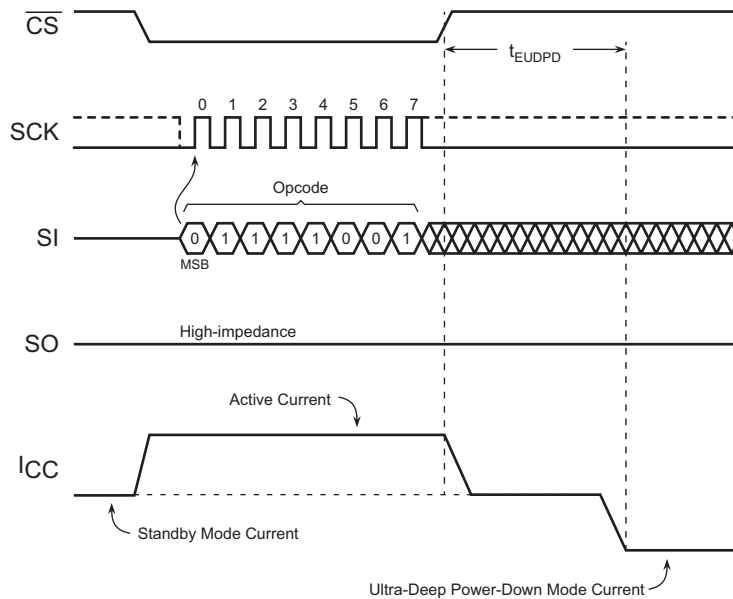 CS
tEUDPD
0 1 2 3 4 5 6 7
SCK
Opcode
SI
0 1 1 1 1 0 0 1
MSB
High-impedance
SO
Active Current
ICC
Standby Mode Current
Ultra-Deep Power-Down Mode Current